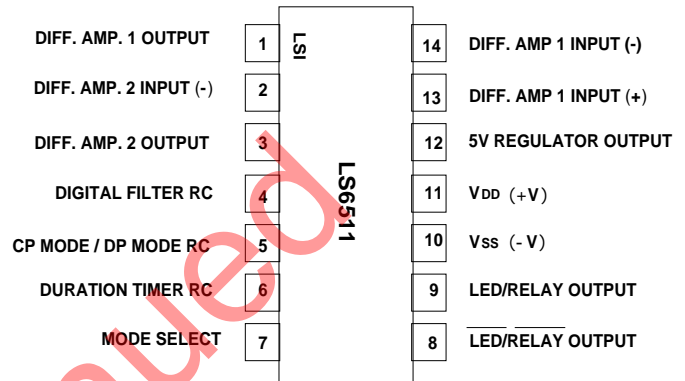 DIFF. AMP. 1 OUTPUT 1 LSI 14 DIFF. AMP 1 INPUT (-)
DIFF. AMP. 2 INPUT (-) 2 13 DIFF. AMP 1 INPUT (+)
DIFF. AMP. 2 OUTPUT 3 12 5V REGULATOR OUTPUT
DIGITAL FILTER RC 4 LS6511 11 VDD (+V)
CP MODE / DP MODE RC 5 10 Vss (-V)
DURATION TIMER RC 6 9 LED/RELAY OUTPUT
MODE SELECT 7 8 LED/RELAY OUTPUT